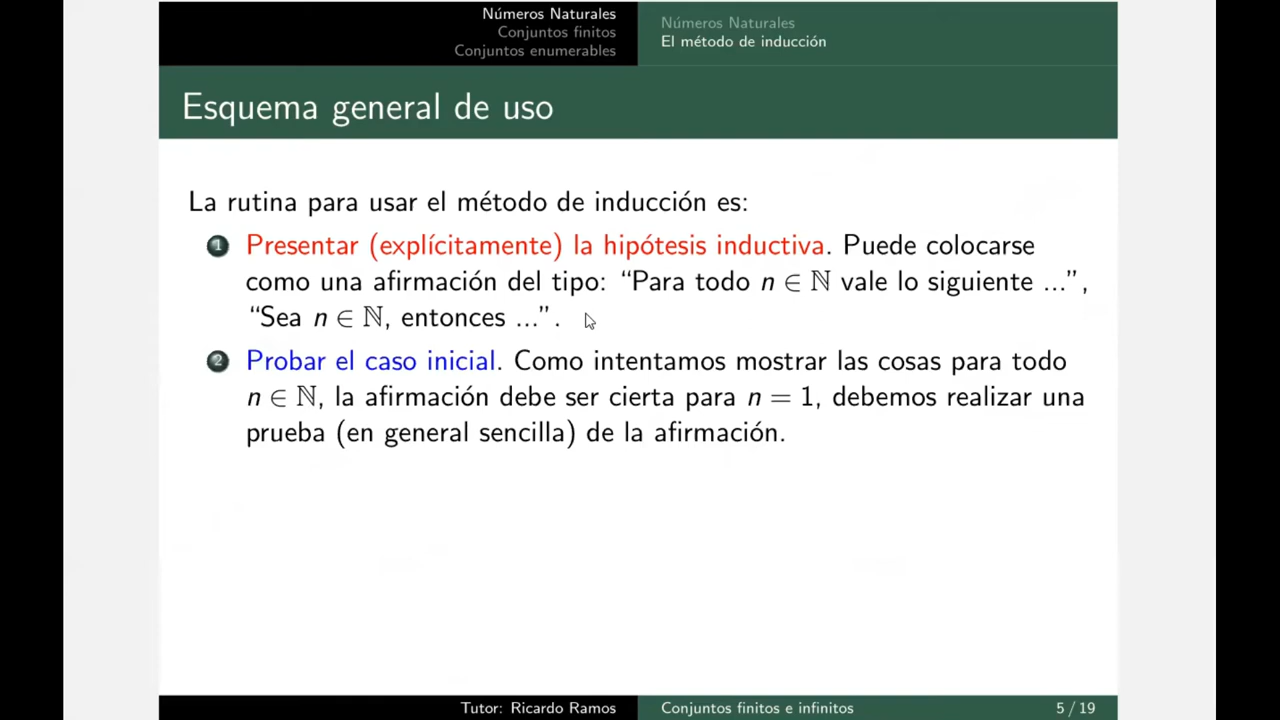 Números Naturales
Conjuntos finitos
Conjuntos enumerables
Números Naturales
El método de inducción
Esquema general de uso
La rutina para usar el método de inducción es:
1 Presentar (explícitamente) la hipótesis inductiva. Puede colocarse
como una afirmación del tipo: “Para todo n ∈ ℕ vale lo siguiente ...”,
“Sea n ∈ ℕ, entonces ...”.
2 Probar el caso inicial. Como intentamos mostrar las cosas para todo
n ∈ ℕ, la afirmación debe ser cierta para n = 1, debemos realizar una
prueba (en general sencilla) de la afirmación.
Tutor: Ricardo Ramos
Conjuntos finitos e infinitos
5 / 19